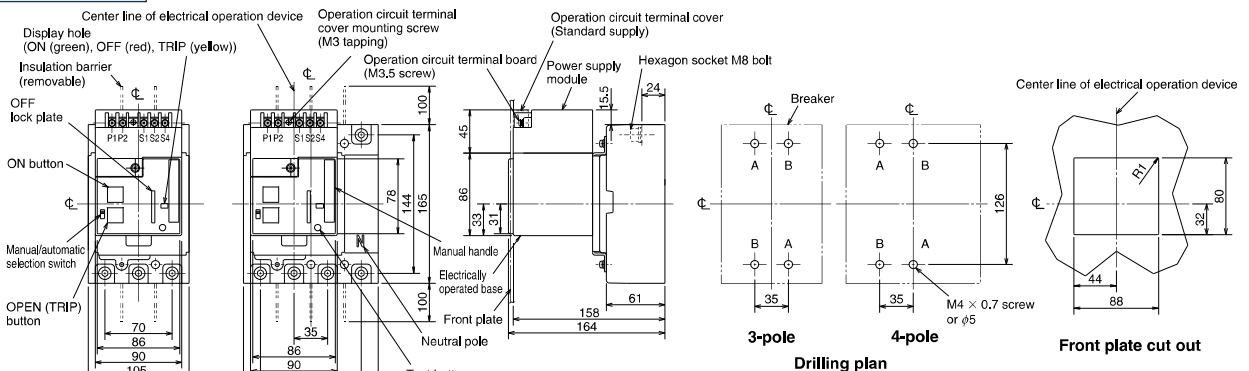 Center line of electrical operation device
Operation circuit terminal
cover mounting screw
(M3 tapping)
Operation circuit terminal cover
(Standard supply)
Display hole
(ON (green), OFF (red), TRIP (yellow))
Insulation barrier
(removable)
Operation circuit terminal board
(M3.5 screw)
Power supply
module
Hexagon socket M8 bolt
OFF
lock plate
ON button
Manual/automatic
selection switch
OPEN (TRIP)
button
P1P2 S1S2S4
70
86
90
105
P1P2 S1S2S4
35
86
90
100
78
144
165
100
N
Manual handle
Electrically
operated base
Front plate
Neutral pole
45
86
33
31
15.5
24
61
158
164
Breaker
A B
B A
35
3-pole
A B
B A
35
126
M4 × 0.7 screw
or ϕ5
4-pole
Drilling plan
Center line of electrical operation device
R1
80
32
44
88
Front plate cut out